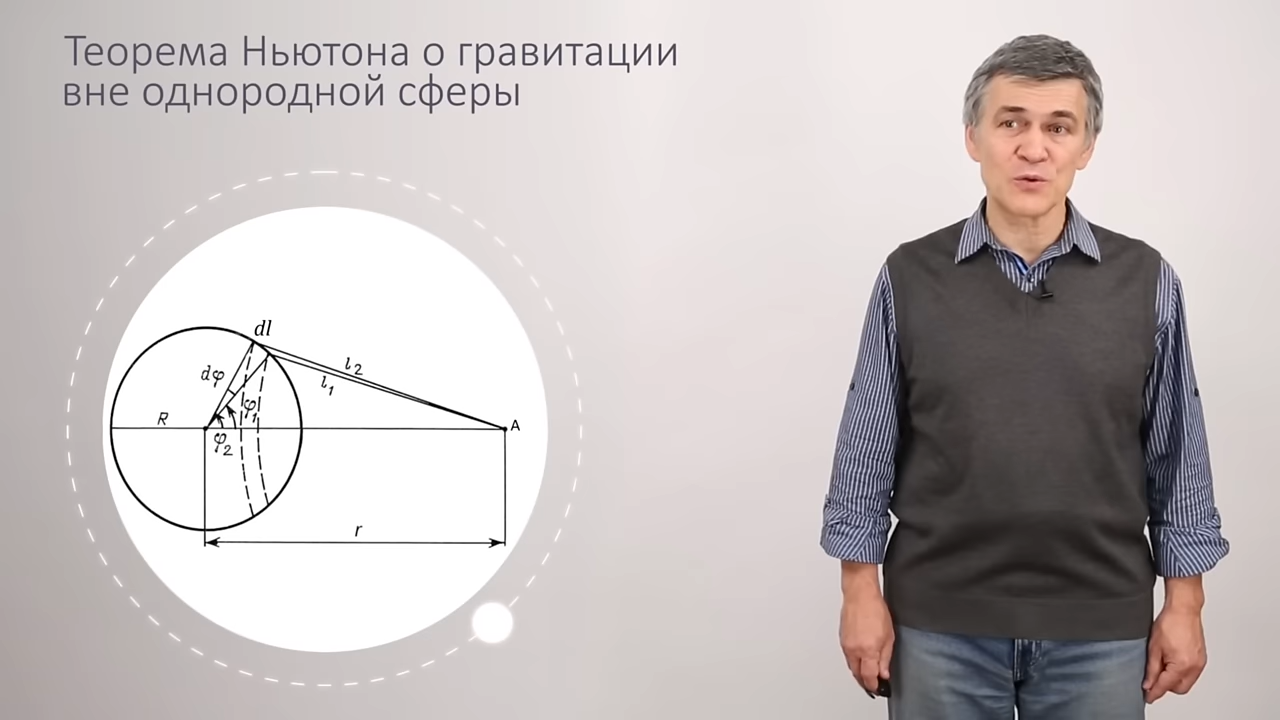 Теорема Ньютона о гравитации
вне однородной сферы
dl
l₂
l₁
dφ
φ₁
R
φ₂
A
r